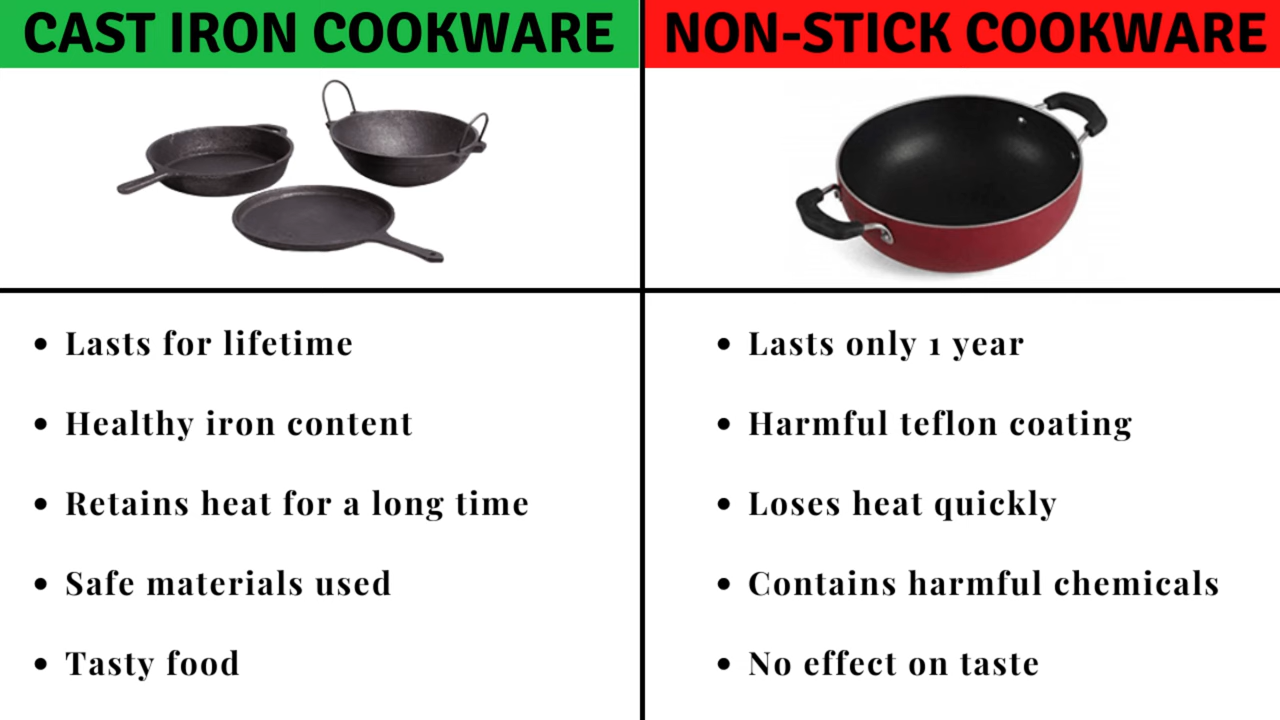 CAST IRON COOKWARE
NON-STICK COOKWARE
Lasts for lifetime
Healthy iron content
Retains heat for a long time
Safe materials used
Tasty food
Lasts only 1 year
Harmful teflon coating
Loses heat quickly
Contains harmful chemicals
No effect on taste